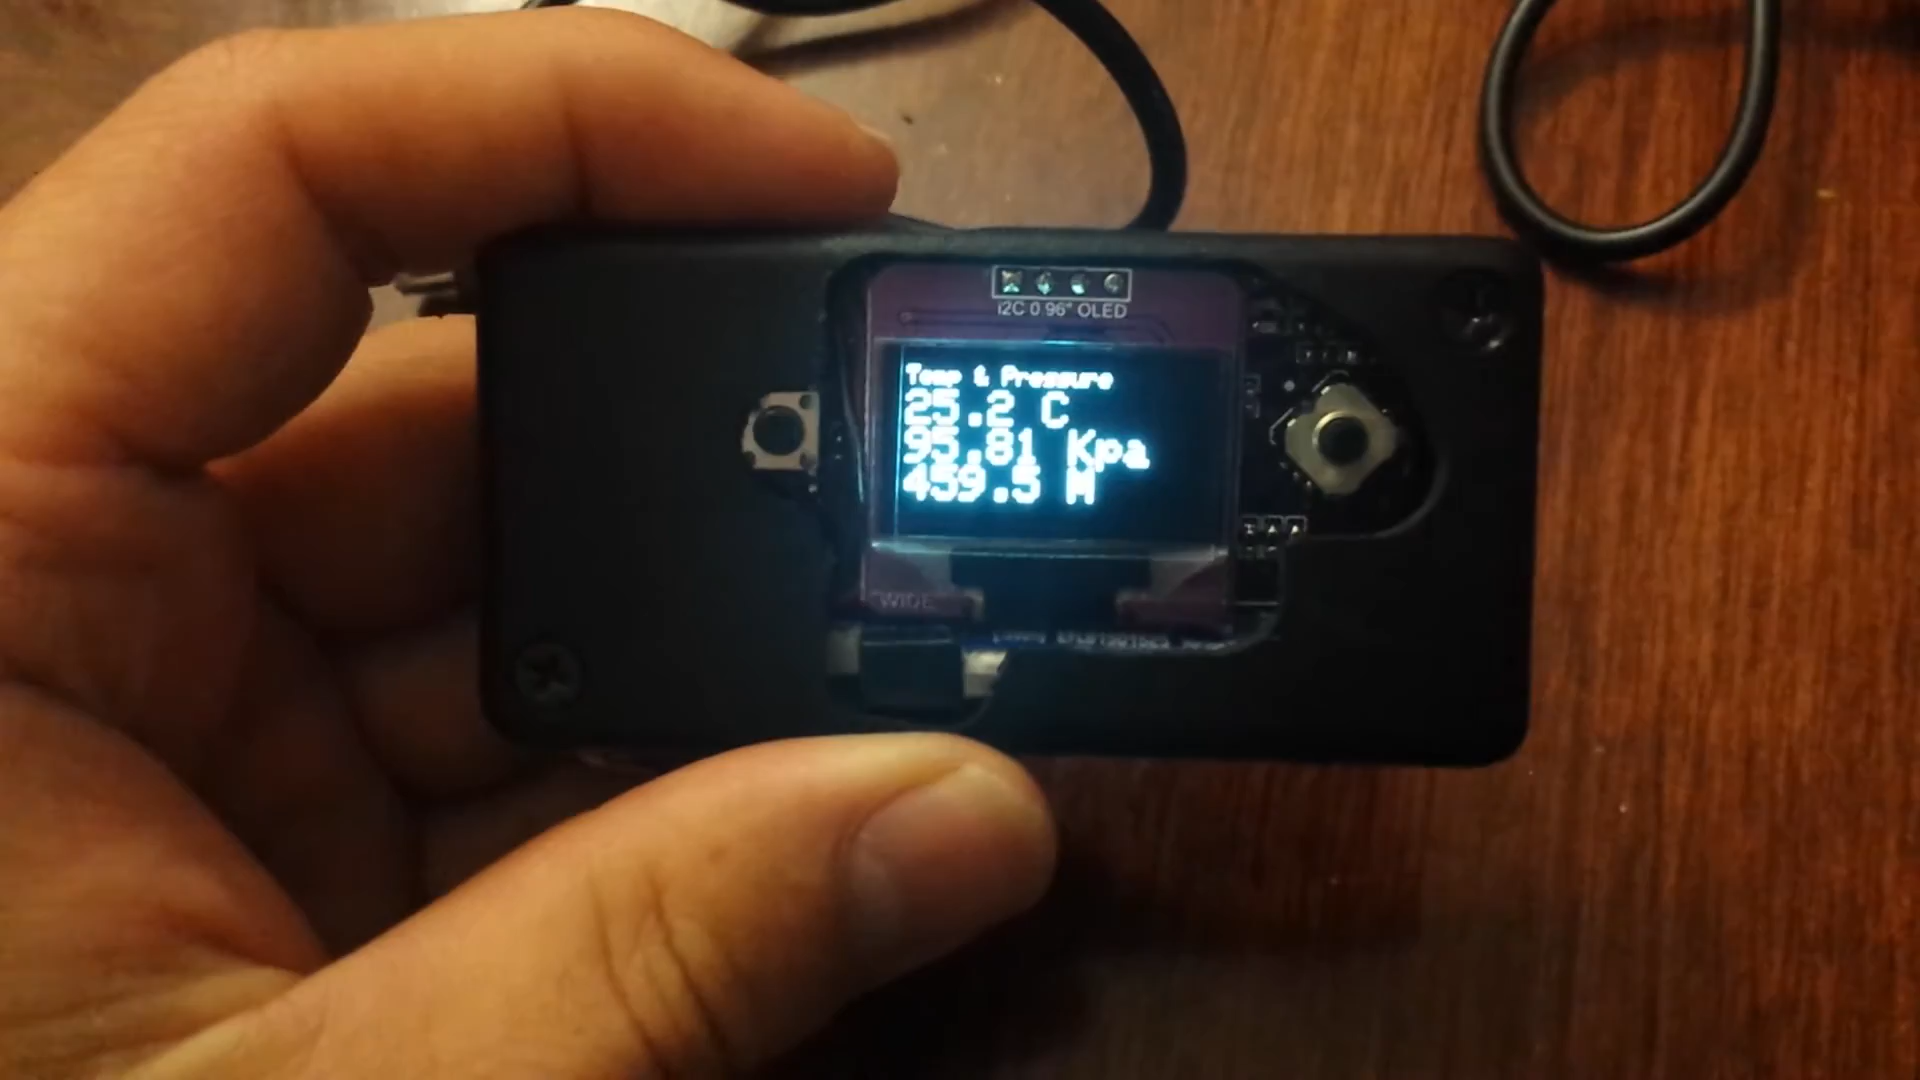 I2C 0.96" OLED
Temp & Pressure
25.2 C
95.81 Kpa
459.5 M
WIDE